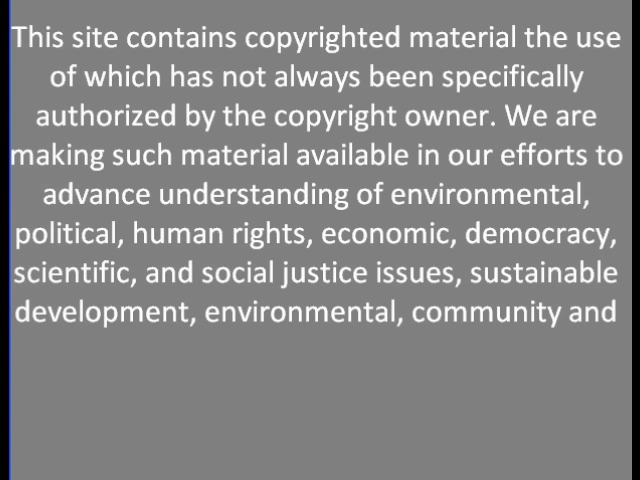 This site contains copyrighted material the use
of which has not always been specifically
authorized by the copyright owner. We are
making such material available in our efforts to
advance understanding of environmental,
political, human rights, economic, democracy,
scientific, and social justice issues, sustainable
development, environmental, community and